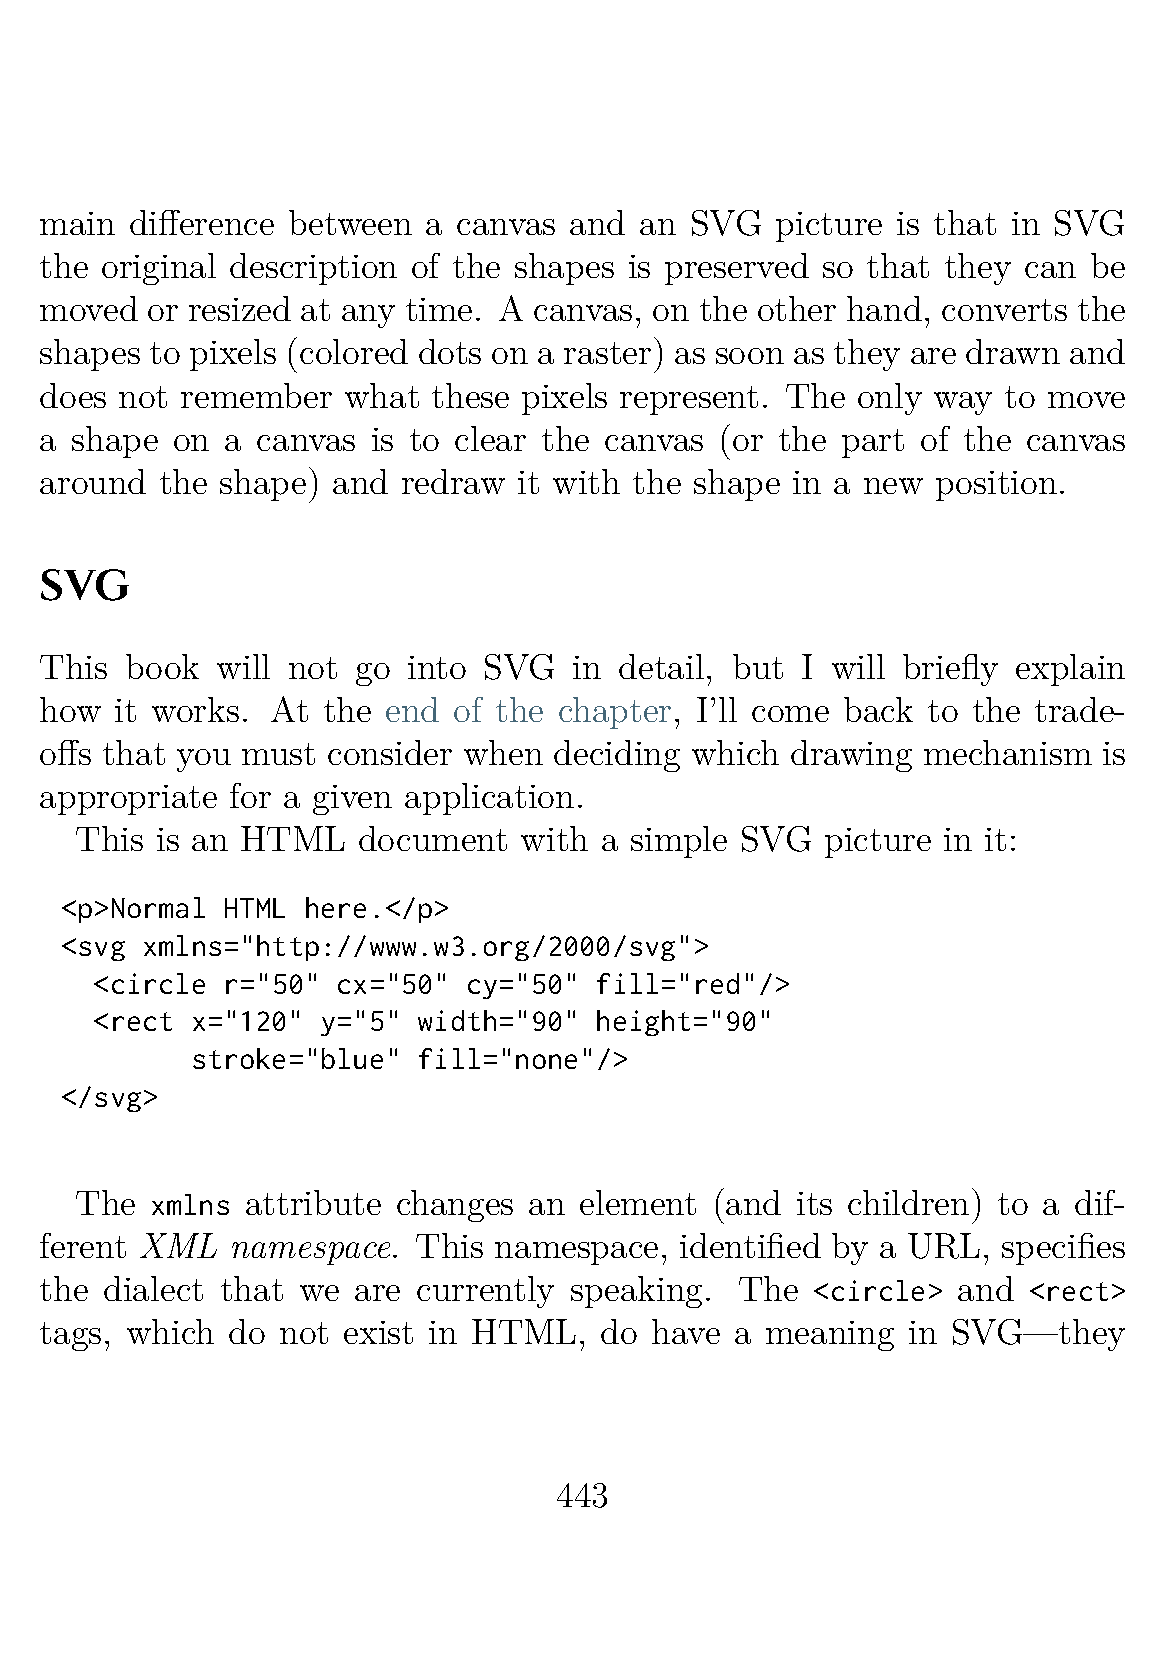 main difference between a canvas and an SVG picture is that in SVG
the original description of the shapes is preserved so that they can be
moved or resized at any time. A canvas, on the other hand, converts the
shapes to pixels (colored dots on a raster) as soon as they are drawn and
does not remember what these pixels represent. The only way to move
a shape on a canvas is to clear the canvas (or the part of the canvas
around the shape) and redraw it with the shape in a new position.
SVG
This book will not go into SVG in detail, but I will briefly explain
how it works. At the end of the chapter, I'll come back to the trade-
offs that you must consider when deciding which drawing mechanism is
appropriate for a given application.
This is an HTML document with a simple SVG picture in it:
<p>Normal HTML here.</p>
<svg xmlns="http://www.w3.org/2000/svg">
  <circle r="50" cx="50" cy="50" fill="red"/>
  <rect x="120" y="5" width="90" height="90"
        stroke="blue" fill="none"/>
</svg>
The xmlns attribute changes an element (and its children) to a dif-
ferent XML namespace. This namespace, identified by a URL, specifies
the dialect that we are currently speaking. The <circle> and <rect>
tags, which do not exist in HTML, do have a meaning in SVG—they
443